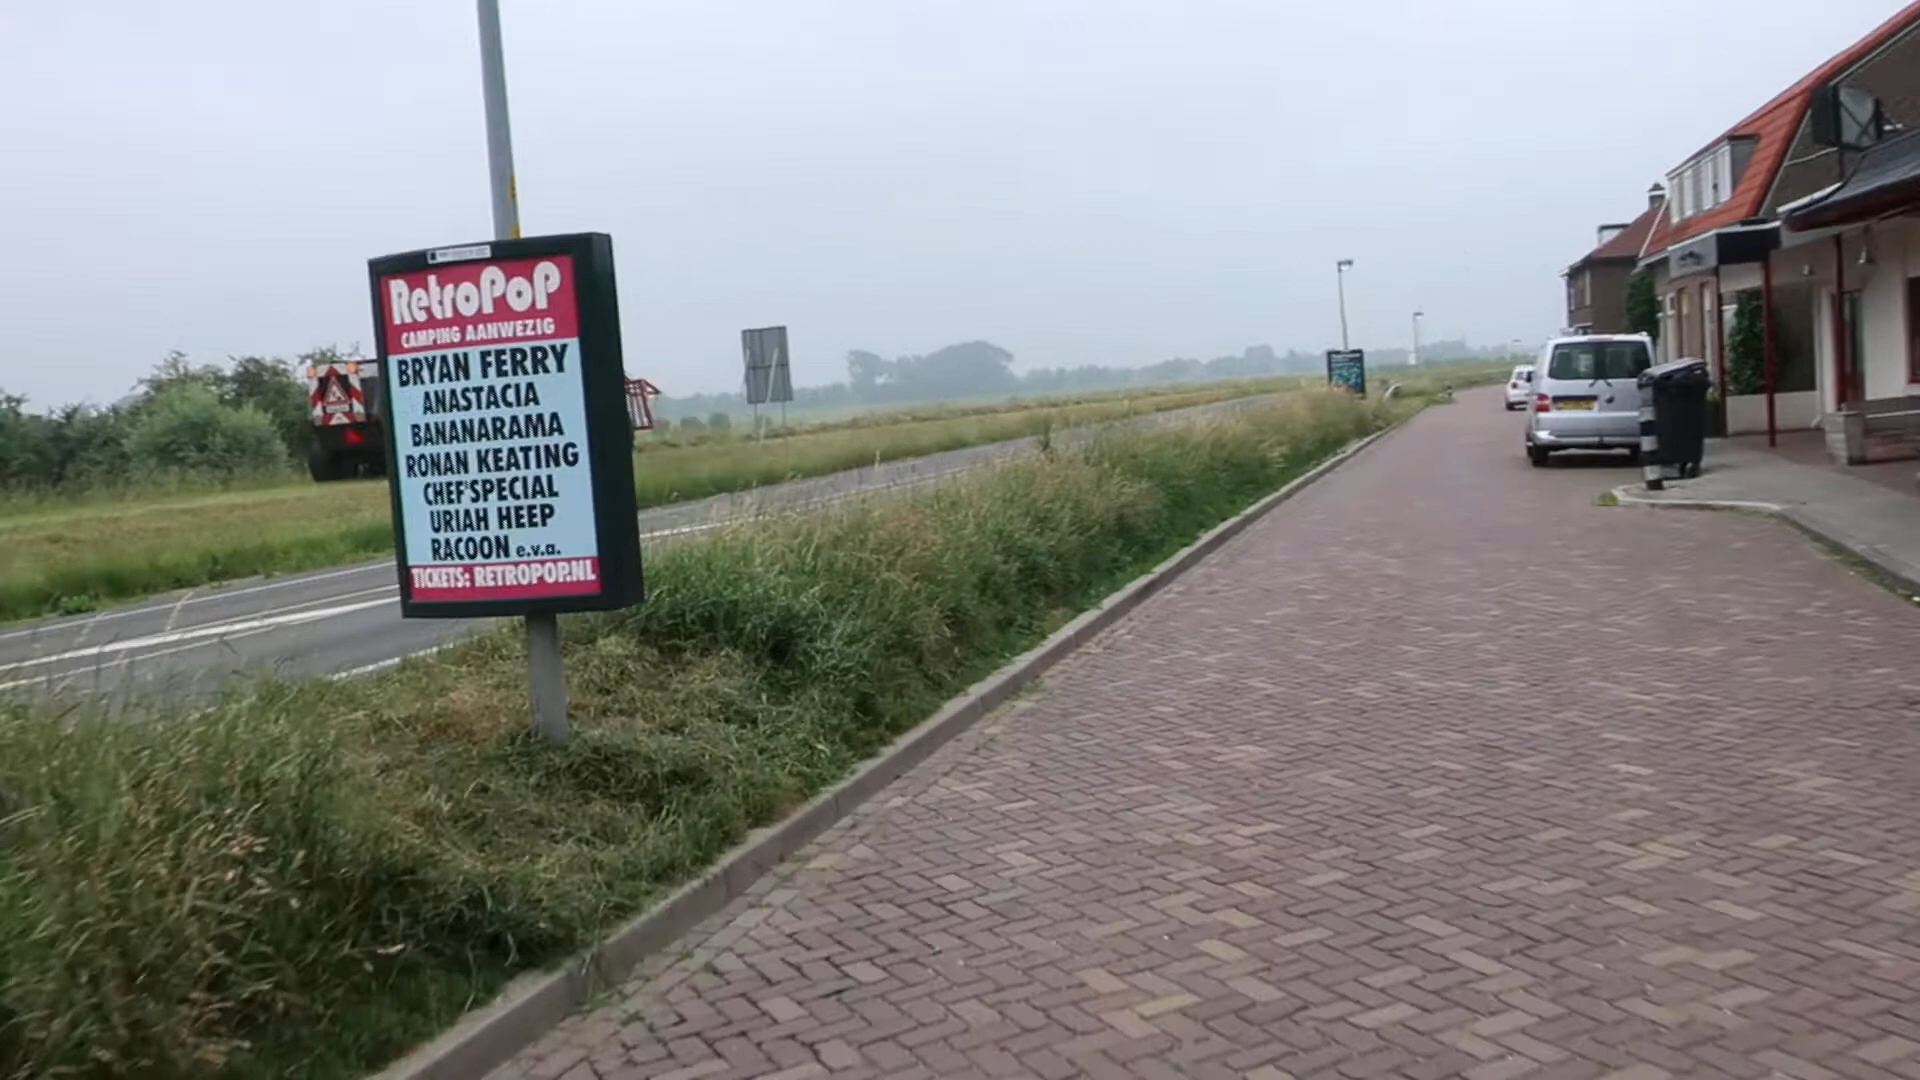 RetroPop
CAMPING AANWEZIG
BRYAN FERRY
ANASTACIA
BANANARAMA
RONAN KEATING
CHEF'SPECIAL
URIAH HEEP
RACOON e.v.a.
TICKETS: RETROPOP.NL